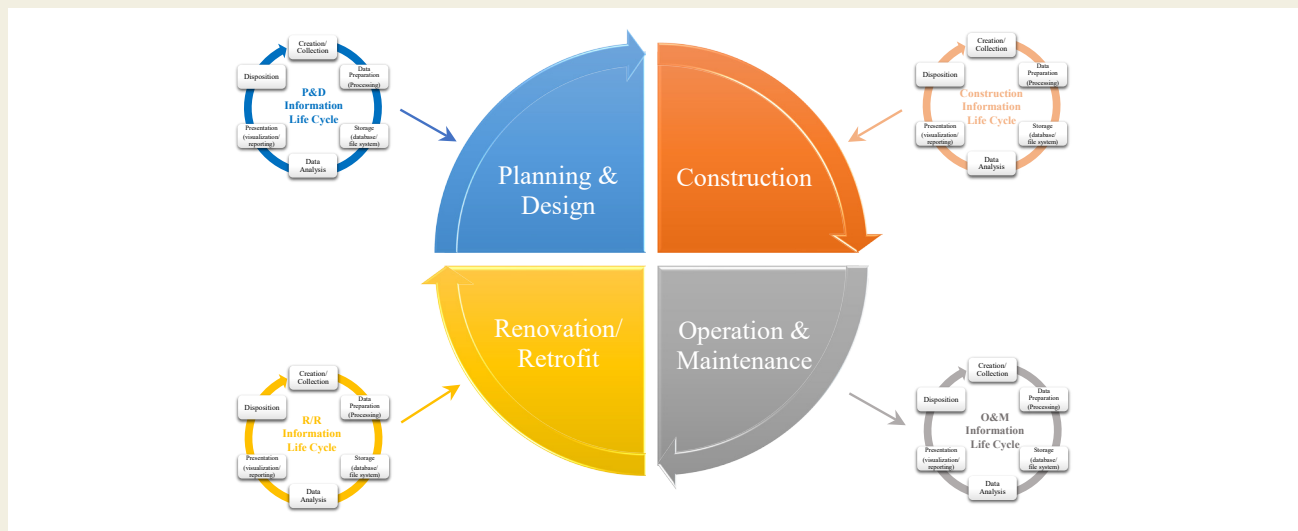 Creation/
Collection
Data
Preparation
(Processing)
Storage
(database/
file system)
Data
Analysis
Presentation
(visualization/
reporting)
Disposition
P&D
Information
Life Cycle
Planning &
Design
Construction
Creation/
Collection
Data
Preparation
(Processing)
Storage
(database/
file system)
Data
Analysis
Presentation
(visualization/
reporting)
Disposition
Construction
Information
Life Cycle
Renovation/
Retrofit
Operation &
Maintenance
Creation/
Collection
Data
Preparation
(Processing)
Storage
(database/
file system)
Data
Analysis
Presentation
(visualization/
reporting)
Disposition
R/R
Information
Life Cycle
Creation/
Collection
Data
Preparation
(Processing)
Storage
(database/
file system)
Data
Analysis
Presentation
(visualization/
reporting)
Disposition
O&M
Information
Life Cycle